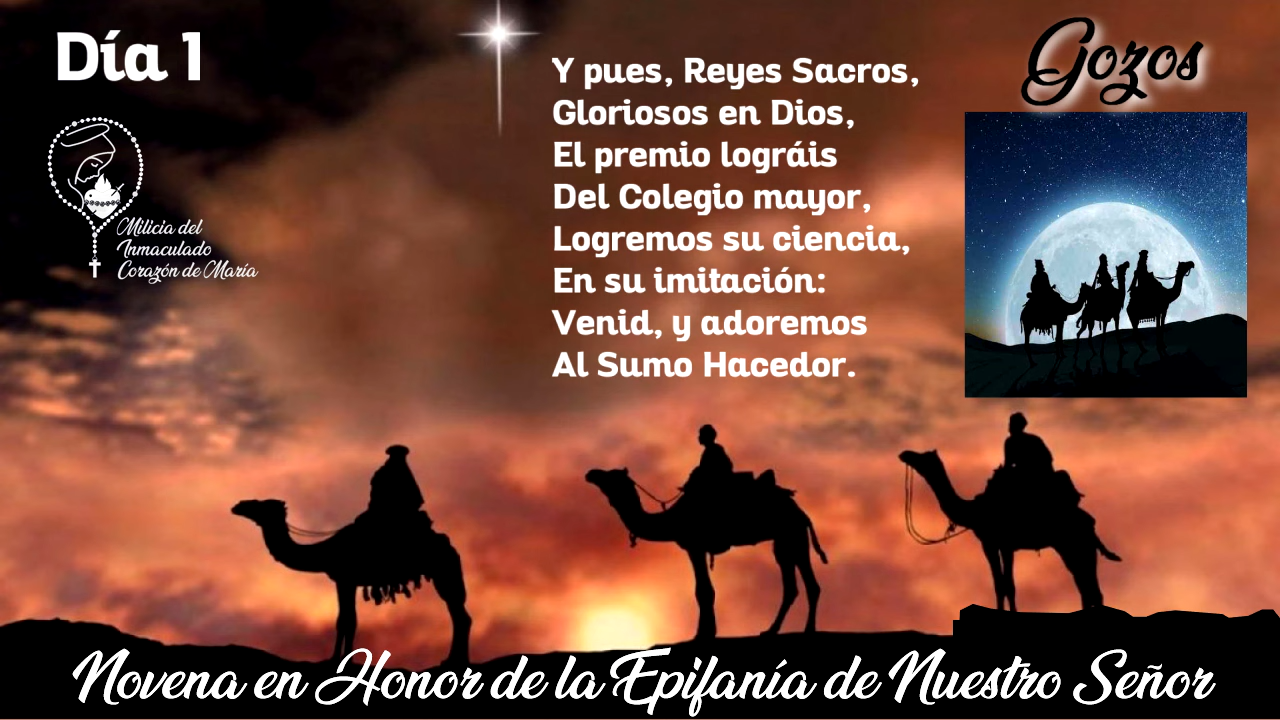 Día 1
Milicia del
Inmaculado
Corazón de María
Y pues, Reyes Sacros,
Gloriosos en Dios,
El premio lográis
Del Colegio mayor,
Logremos su ciencia,
En su imitación:
Venid, y adoremos
Al Sumo Hacedor.
Gozos
Novena en Honor de la Epifanía de Nuestro Señor